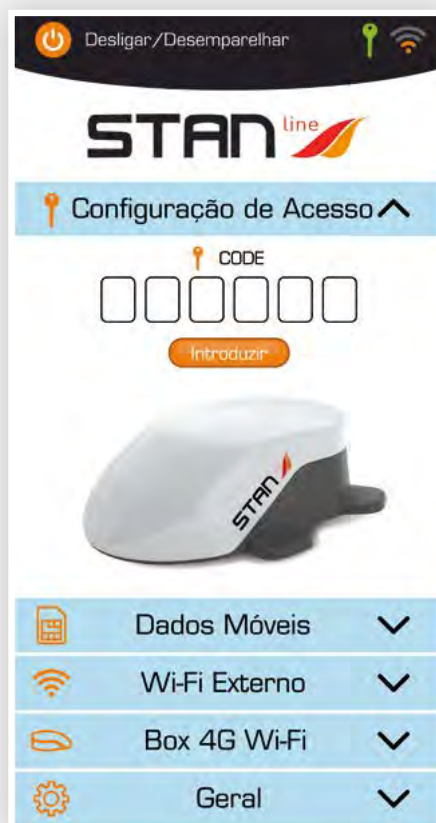 Desligar/Desemparelhar
STAN line
Configuração de Acesso
CODE
Introduzir
STAN
Dados Móveis
Wi-Fi Externo
Box 4G Wi-Fi
Geral